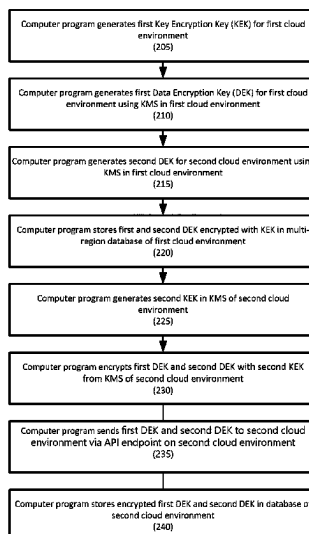 Computer program generates first Key Encryption Key (KEK) for first cloud
environment
(205)
Computer program generates first Data Encryption Key (DEK) for first cloud
environment using KMS in first cloud environment
(210)
Computer program generates second DEK for second cloud environment usin
KMS in first cloud environment
(215)
Computer program stores first and second DEK encrypted with KEK in multi-
region database of first cloud environment
(220)
Computer program generates second KEK in KMS of second cloud
environment
(225)
Computer program encrypts first DEK and second DEK with second KEK
from KMS of second cloud environment
(230)
Computer program sends first DEK and second DEK to second cloud
environment via API endpoint on second cloud environment
(235)
Computer program stores encrypted first DEK and second DEK in database of
second cloud environment
(240)